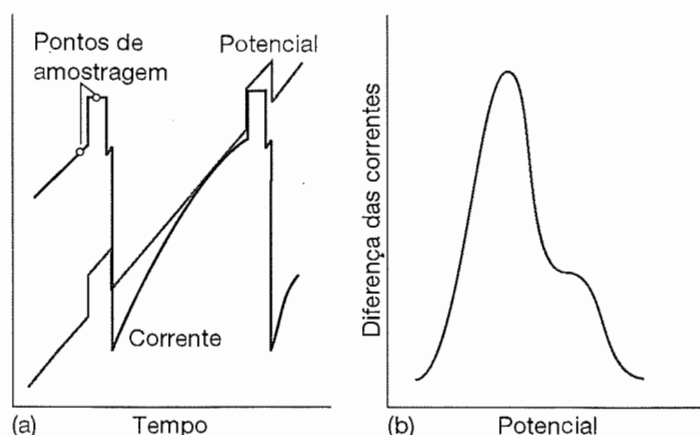 Pontos de
amostragem
Potencial
Corrente
(a)
Tempo
Diferença das correntes
(b)
Potencial